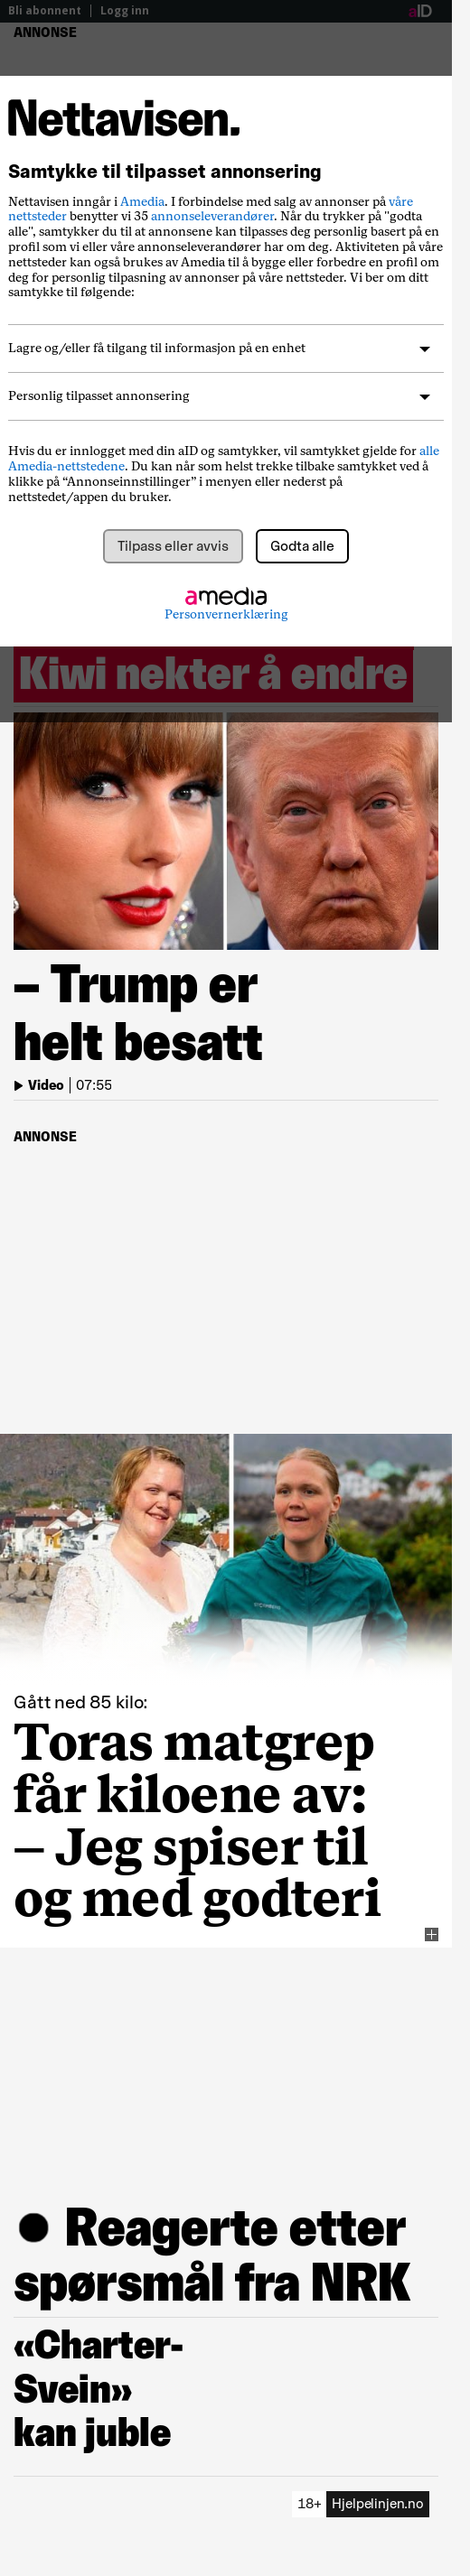 Bli abonnent | Logg inn
aID
ANNONSE
Nettavisen.
Samtykke til tilpasset annonsering
Nettavisen inngår i Amedia. I forbindelse med salg av annonser på våre
nettsteder benytter vi 35 annonseleverandører. Når du trykker på "godta
alle", samtykker du til at annonsene kan tilpasses deg personlig basert på en
profil som vi eller våre annonseleverandører har om deg. Aktiviteten på våre
nettsteder kan også brukes av Amedia til å bygge eller forbedre en profil om
deg for personlig tilpasning av annonser på våre nettsteder. Vi ber om ditt
samtykke til følgende:
Lagre og/eller få tilgang til informasjon på en enhet
Personlig tilpasset annonsering
Hvis du er innlogget med din aID og samtykker, vil samtykket gjelde for alle
Amedia-nettstedene. Du kan når som helst trekke tilbake samtykket ved å
klikke på “Annonseinnstillinger” i menyen eller nederst på
nettstedet/appen du bruker.
Tilpass eller avvis
Godta alle
amedia
Personvernerklæring
Kiwi nekter å endre
– Trump er
helt besatt
Video | 07:55
ANNONSE
Gått ned 85 kilo:
Toras matgrep
får kiloene av:
– Jeg spiser til
og med godteri
● Reagerte etter
spørsmål fra NRK
«Charter-
Svein»
kan juble
18+ Hjelpelinjen.no